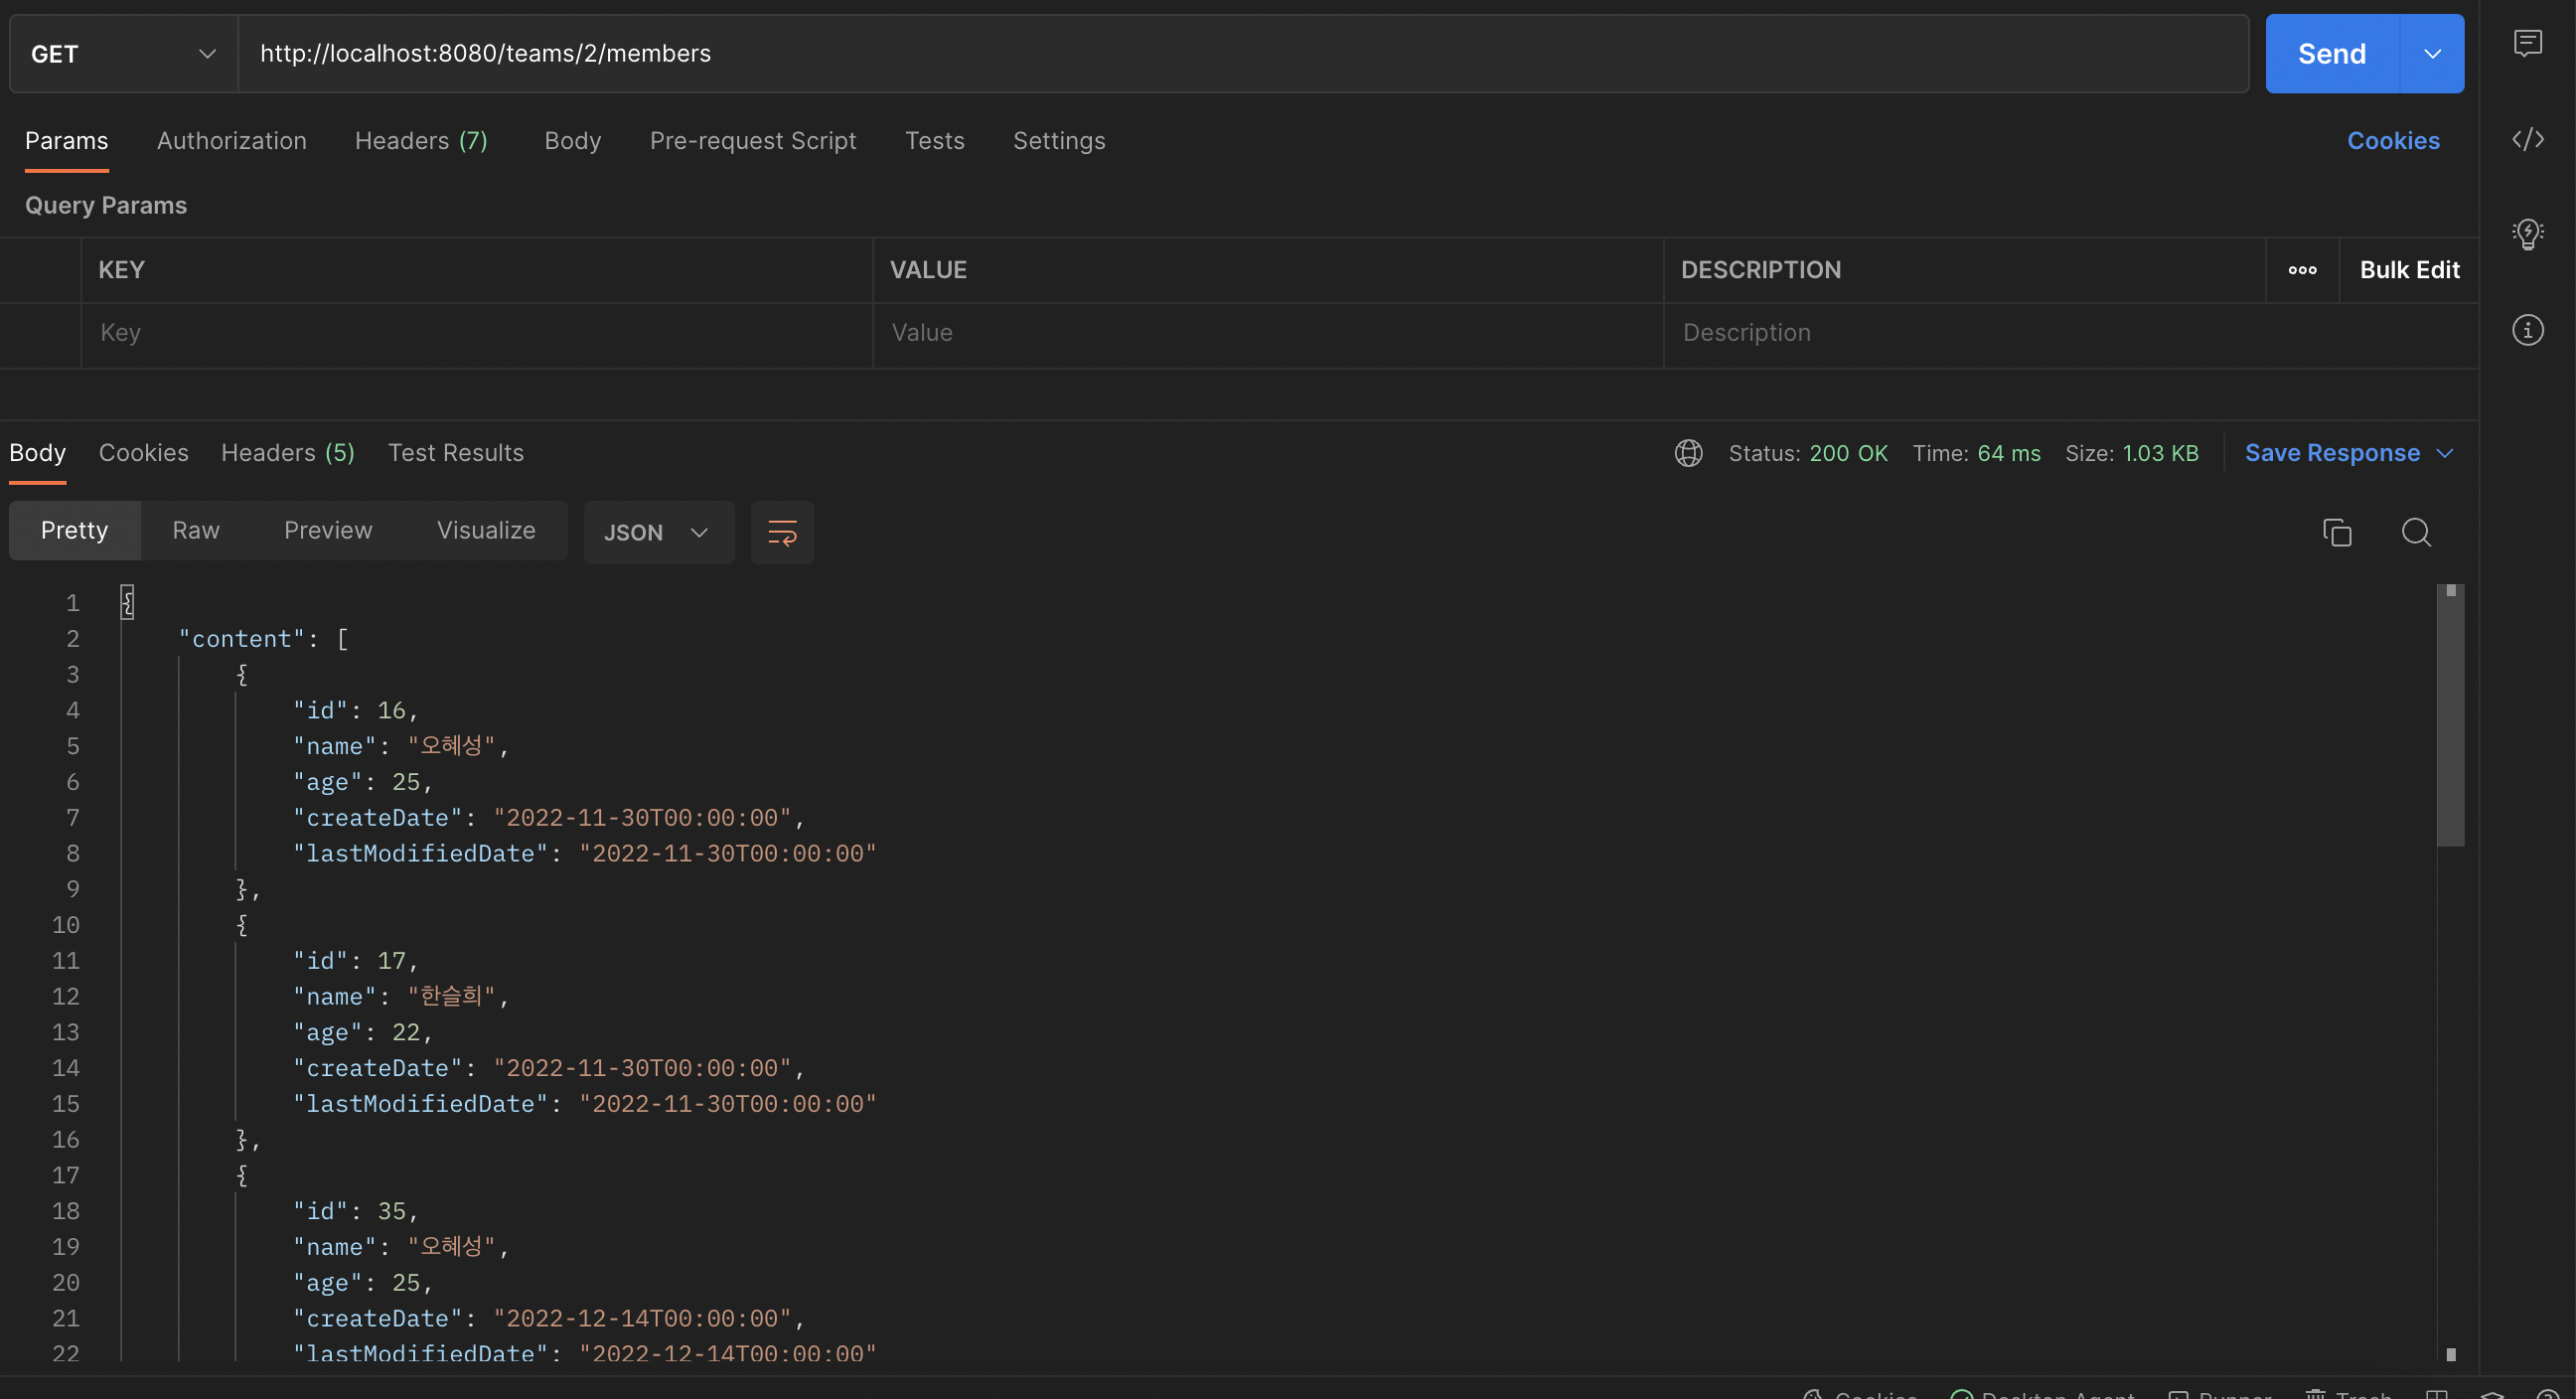 GET http://localhost:8080/teams/2/members Send
Params Authorization Headers (7) Body Pre-request Script Tests Settings Cookies
Query Params
KEY VALUE DESCRIPTION Bulk Edit
Key Value Description
Body Cookies Headers (5) Test Results Status: 200 OK Time: 64 ms Size: 1.03 KB Save Response
Pretty Raw Preview Visualize JSON
1 {
2 "content": [
3 {
4 "id": 16,
5 "name": "오혜성",
6 "age": 25,
7 "createDate": "2022-11-30T00:00:00",
8 "lastModifiedDate": "2022-11-30T00:00:00"
9 },
10 {
11 "id": 17,
12 "name": "한슬희",
13 "age": 22,
14 "createDate": "2022-11-30T00:00:00",
15 "lastModifiedDate": "2022-11-30T00:00:00"
16 },
17 {
18 "id": 35,
19 "name": "오혜성",
20 "age": 25,
21 "createDate": "2022-12-14T00:00:00",
22 "lastModifiedDate": "2022-12-14T00:00:00"
Cookies Desktop Agent Runner Trash